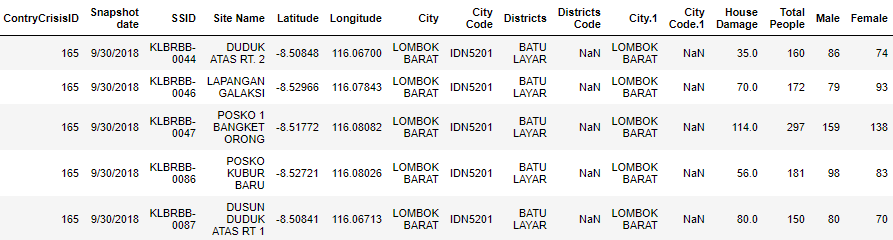 ContryCrisisID Snapshot date SSID Site Name Latitude Longitude City City Code Districts Districts Code City.1 City Code.1 House Damage Total People Male Female
165 9/30/2018 KLBRBB-0044 DUDUK ATAS RT. 2 -8.50848 116.06700 LOMBOK BARAT IDN5201 BATU LAYAR NaN LOMBOK BARAT NaN 35.0 160 86 74
165 9/30/2018 KLBRBB-0046 LAPANGAN GALAKSI -8.52966 116.07843 LOMBOK BARAT IDN5201 BATU LAYAR NaN LOMBOK BARAT NaN 70.0 172 79 93
165 9/30/2018 KLBRBB-0047 POSKO 1 BANGKET ORONG -8.51772 116.08082 LOMBOK BARAT IDN5201 BATU LAYAR NaN LOMBOK BARAT NaN 114.0 297 159 138
165 9/30/2018 KLBRBB-0086 POSKO KUBUR BARU -8.52721 116.08026 LOMBOK BARAT IDN5201 BATU LAYAR NaN LOMBOK BARAT NaN 56.0 181 98 83
165 9/30/2018 KLBRBB-0087 DUSUN DUDUK ATAS RT 1 -8.50841 116.06713 LOMBOK BARAT IDN5201 BATU LAYAR NaN LOMBOK BARAT NaN 80.0 150 80 70